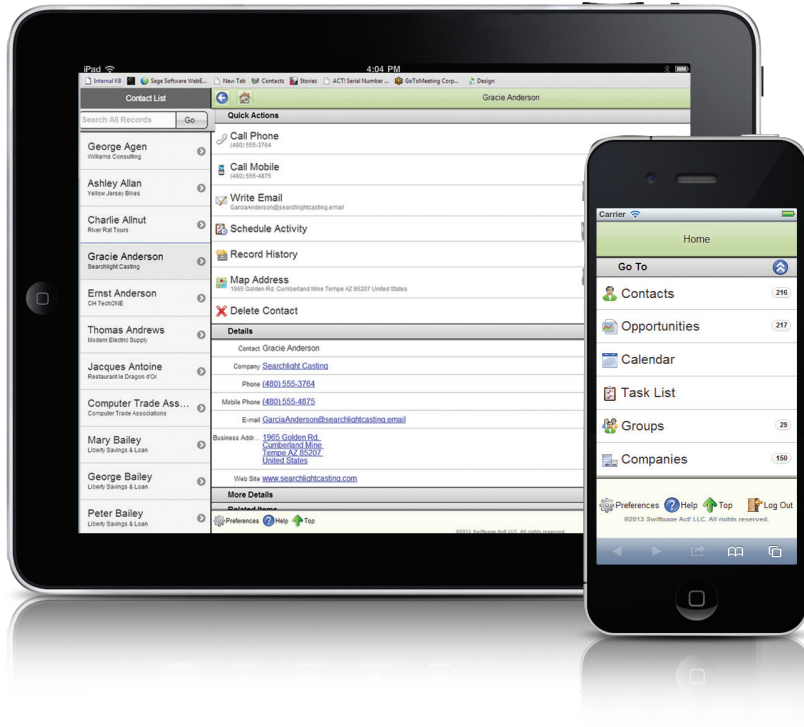 iPad
4:04 PM
Internal KB
Sage Software WebE...
New Tab
Contacts
Stories
ACT! Serial Number ...
GoToMeeting Corp...
Design
Contact List
Gracie Anderson
Search All Records
Go
George Agen
Williams Consulting
Ashley Allan
Yellow Jersey Bikes
Charlie Allnut
River Rat Tours
Gracie Anderson
Searchlight Casting
Ernst Anderson
CH TechONE
Thomas Andrews
Modern Electric Supply
Jacques Antoine
Restaurant le Dragon d'Or
Computer Trade Ass...
Computer Trade Associations
Mary Bailey
Liberty Savings & Loan
George Bailey
Liberty Savings & Loan
Peter Bailey
Liberty Savings & Loan
Quick Actions
Call Phone
(480) 555-3764
Call Mobile
(480) 555-4875
Write Email
GarciaAnderson@searchlightcasting.email
Schedule Activity
Record History
Map Address
1965 Golden Rd. Cumberland Mine Tempe AZ 85207 United States
Delete Contact
Details
Contact Gracie Anderson
Company Searchlight Casting
Phone (480) 555-3764
Mobile Phone (480) 555-4875
E-mail GarciaAnderson@searchlightcasting.email
Business Addr... 1965 Golden Rd.
Cumberland Mine
Tempe AZ 85207
United States
Web Site www.searchlightcasting.com
More Details
Related Items
Preferences Help Top
©2013 Swiftpage Act! LLC. All rights reserved.
Carrier
Home
Go To
Contacts 216
Opportunities 217
Calendar
Task List
Groups 29
Companies 150
Preferences Help Top Log Out
©2013 Swiftpage Act! LLC. All rights reserved.